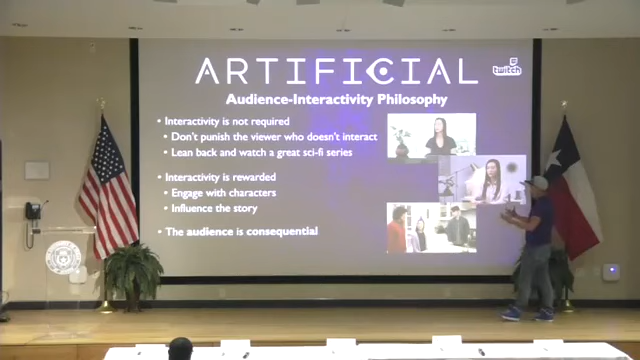 ARTIFICIAL
twitch
Audience-Interactivity Philosophy
• Interactivity is not required
• Don't punish the viewer who doesn't interact
• Lean back and watch a great sci-fi series
• Interactivity is rewarded
• Engage with characters
• Influence the story
• The audience is consequential